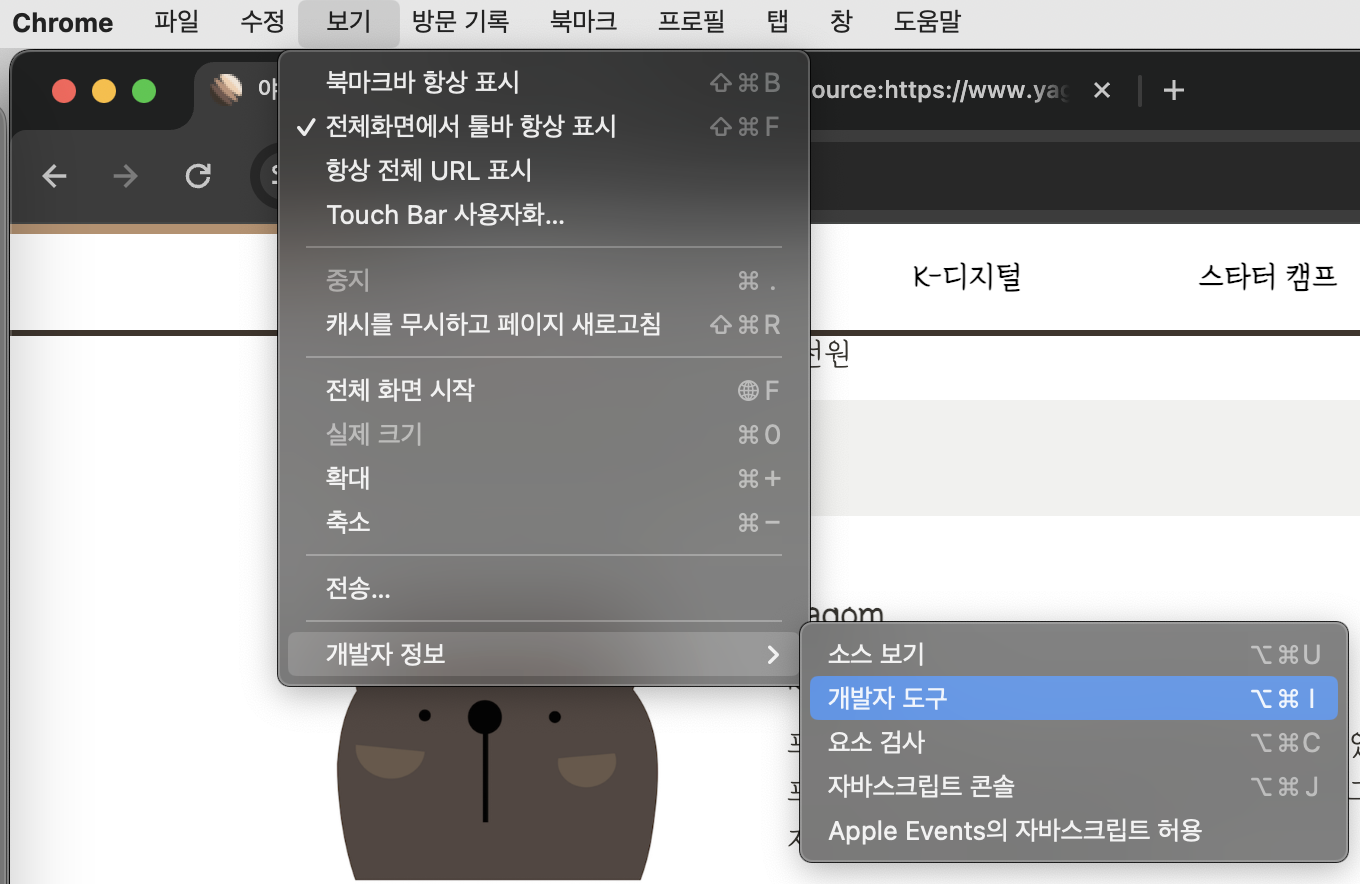 Chrome 파일 수정 보기 방문 기록 북마크 프로필 탭 창 도움말
야
ource:https://www.yag
북마크바 항상 표시 ⇧⌘B
✓ 전체화면에서 툴바 항상 표시 ⇧⌘F
항상 전체 URL 표시
Touch Bar 사용자화...
중지 ⌘.
캐시를 무시하고 페이지 새로고침 ⇧⌘R
전체 화면 시작 🌐F
실제 크기 ⌘0
확대 ⌘+
축소 ⌘−
전송...
개발자 정보
K-디지털 스타터 캠프
원
yagom
소스 보기 ⌥⌘U
개발자 도구 ⌥⌘I
요소 검사 ⌥⌘C
자바스크립트 콘솔 ⌥⌘J
Apple Events의 자바스크립트 허용